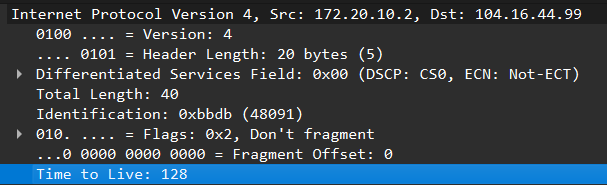 Internet Protocol Version 4, Src: 172.20.10.2, Dst: 104.16.44.99
0100 .... = Version: 4
.... 0101 = Header Length: 20 bytes (5)
Differentiated Services Field: 0x00 (DSCP: CS0, ECN: Not-ECT)
Total Length: 40
Identification: 0xbbdb (48091)
010. .... = Flags: 0x2, Don't fragment
...0 0000 0000 0000 = Fragment Offset: 0
Time to Live: 128